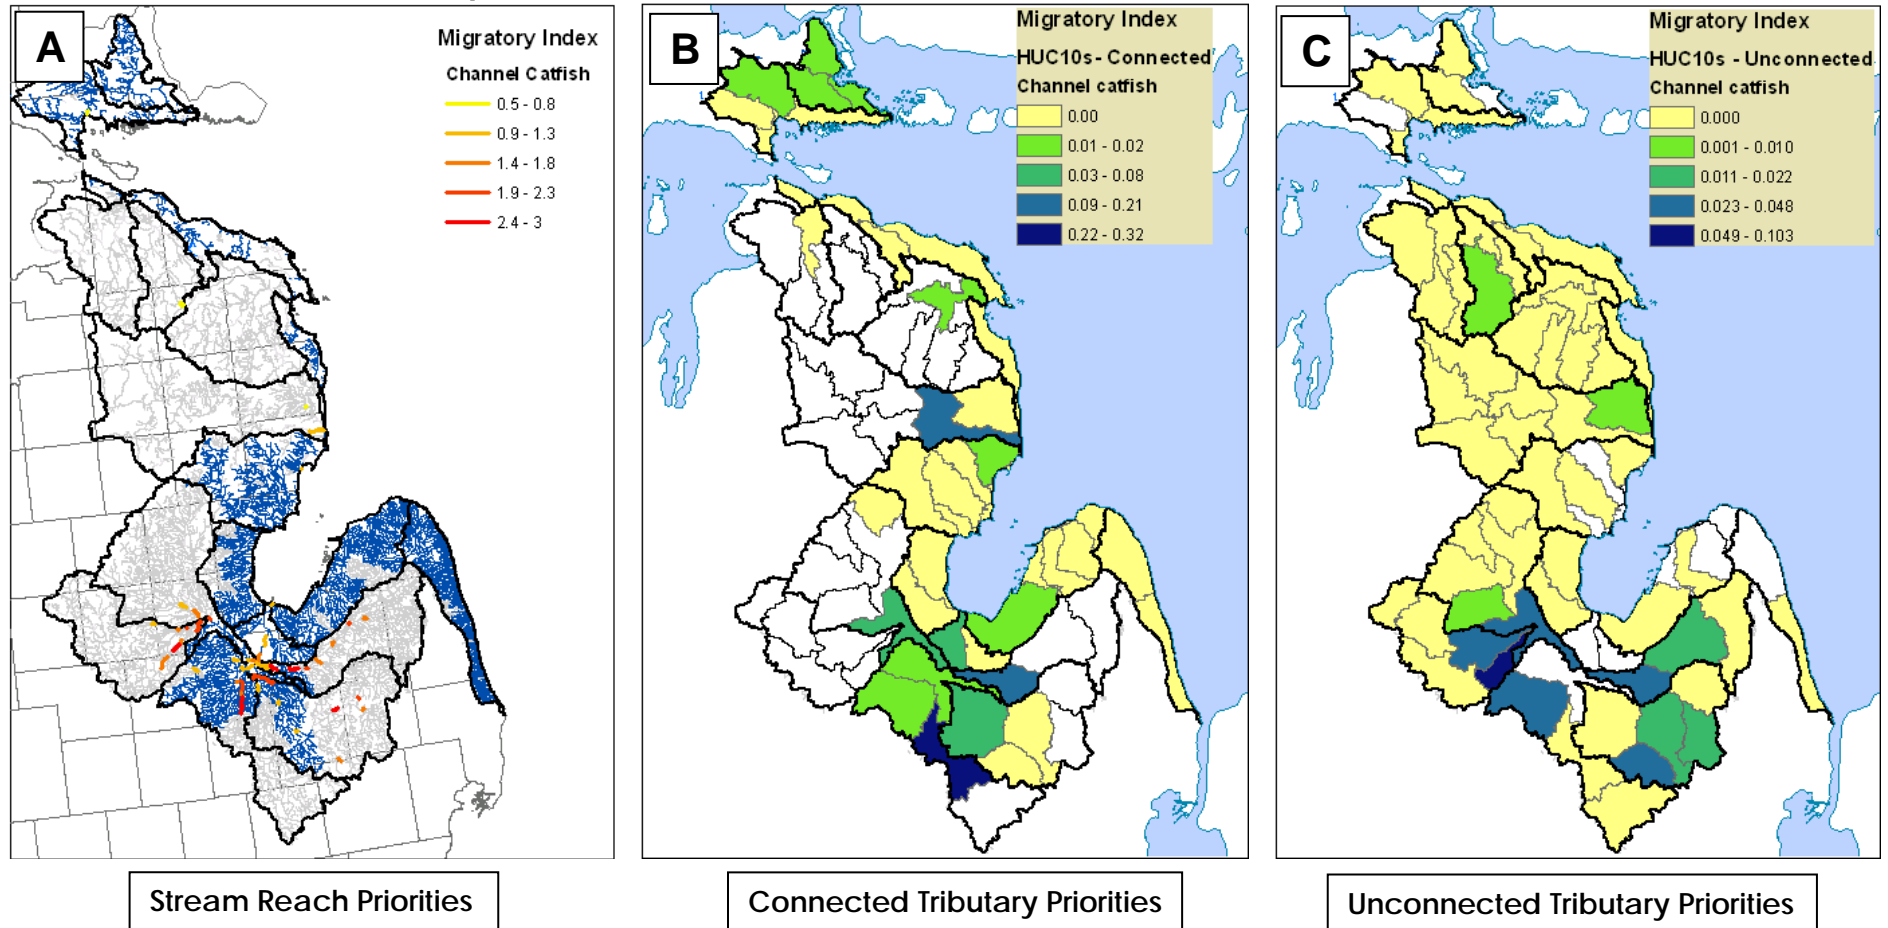 A
Migratory Index
Channel Catfish
0.5 - 0.8
0.9 - 1.3
1.4 - 1.8
1.9 - 2.3
2.4 - 3
B
Migratory Index
HUC10s - Connected
Channel catfish
0.00
0.01 - 0.02
0.03 - 0.08
0.09 - 0.21
0.22 - 0.32
C
Migratory Index
HUC10s - Unconnected
Channel catfish
0.000
0.001 - 0.010
0.011 - 0.022
0.023 - 0.048
0.049 - 0.103
Stream Reach Priorities
Connected Tributary Priorities
Unconnected Tributary Priorities